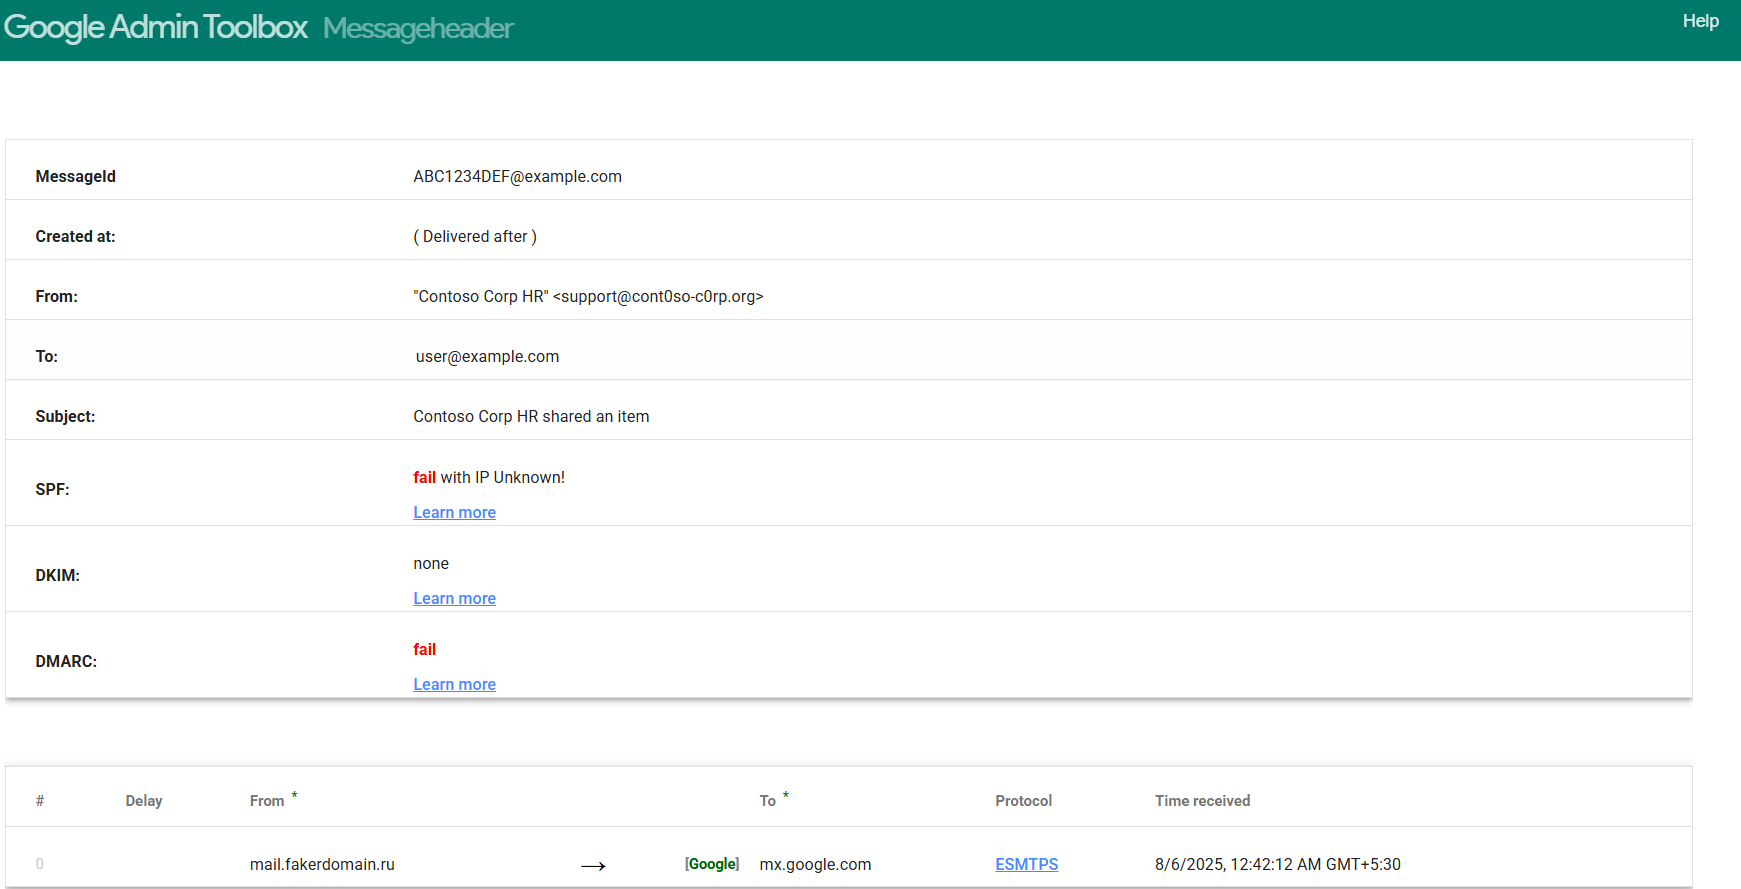 Google Admin Toolbox Messageheader Help
MessageId ABC1234DEF@example.com
Created at: ( Delivered after )
From: "Contoso Corp HR" <support@cont0so-c0rp.org>
To: user@example.com
Subject: Contoso Corp HR shared an item
SPF: fail with IP Unknown!
Learn more
DKIM: none
Learn more
DMARC: fail
Learn more
# Delay From * To * Protocol Time received
0 mail.fakerdomain.ru → [Google] mx.google.com ESMTPS 8/6/2025, 12:42:12 AM GMT+5:30